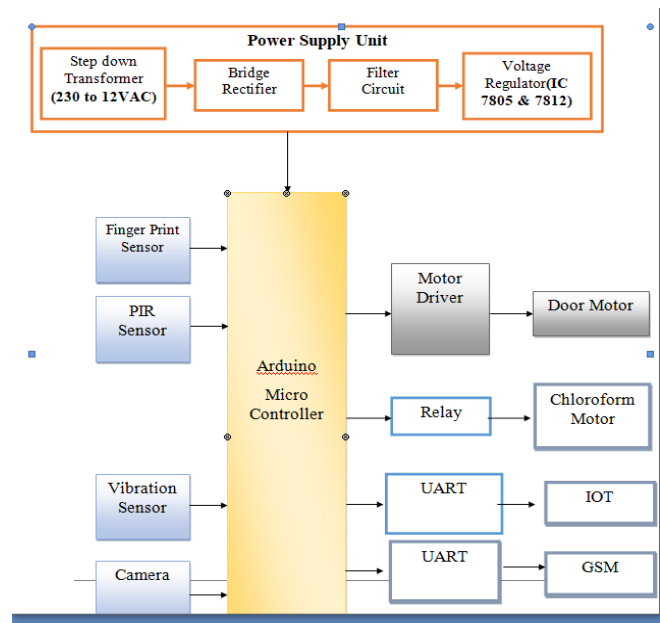 Power Supply Unit
Step down
Transformer
(230 to 12VAC)
Bridge
Rectifier
Filter
Circuit
Voltage
Regulator(IC
7805 & 7812)
Finger Print
Sensor
PIR
Sensor
Motor
Driver
Door Motor
Arduino
Micro
Controller
Relay
Chloroform
Motor
Vibration
Sensor
UART
IOT
Camera
UART
GSM